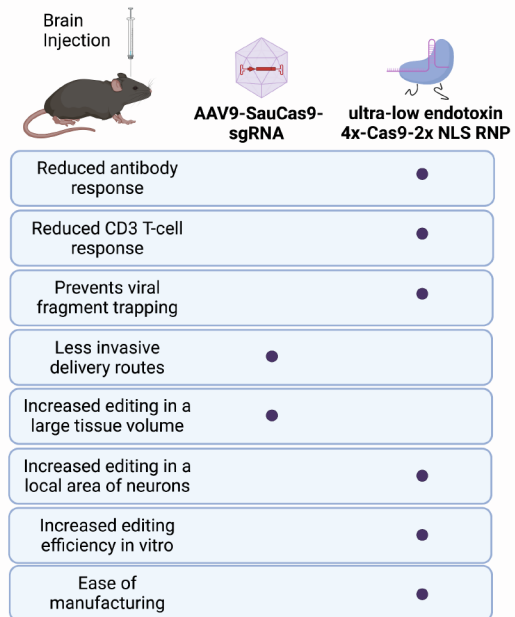 Brain
Injection
AAV9-SauCas9-
sgRNA
ultra-low endotoxin
4x-Cas9-2x NLS RNP
Reduced antibody
response
Reduced CD3 T-cell
response
Prevents viral
fragment trapping
Less invasive
delivery routes
Increased editing in a
large tissue volume
Increased editing in a
local area of neurons
Increased editing
efficiency in vitro
Ease of
manufacturing